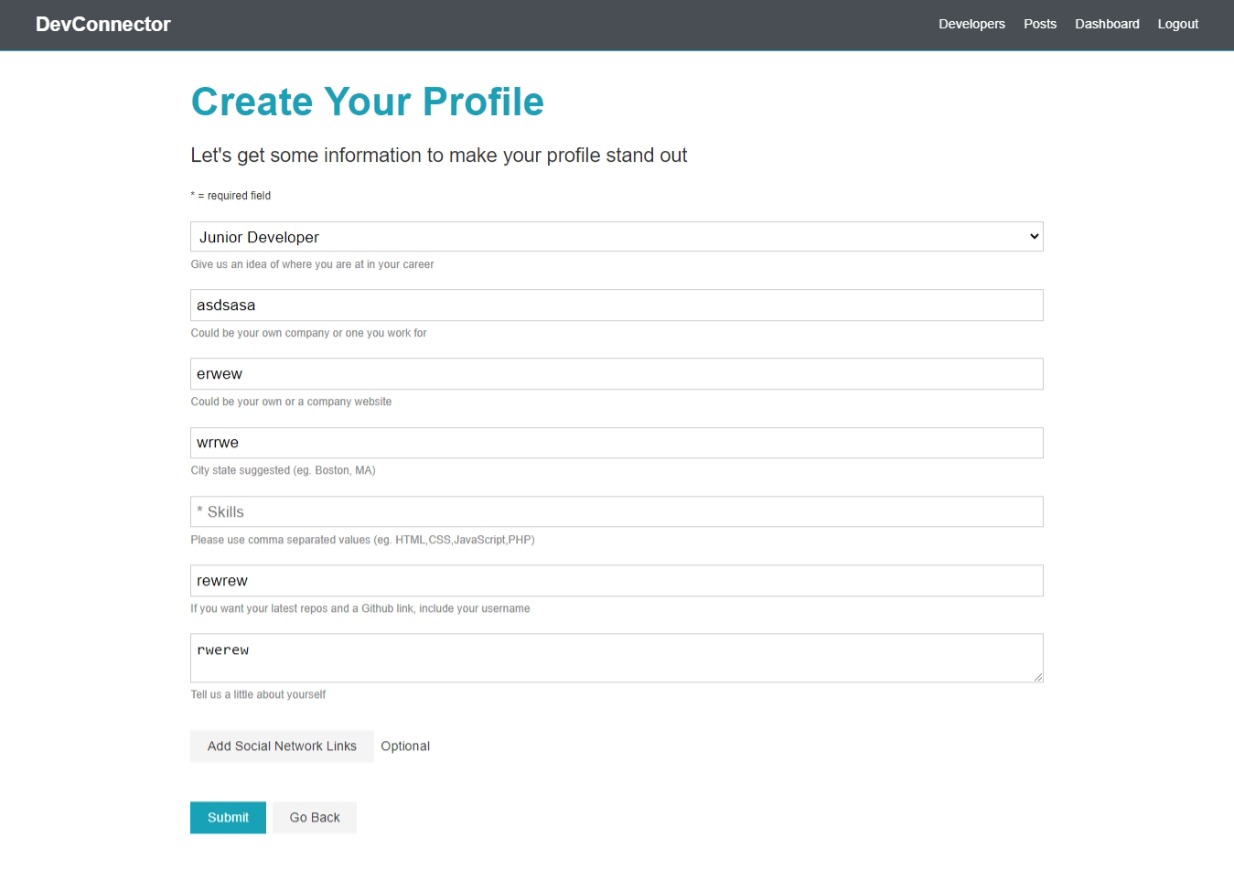 DevConnector
Developers Posts Dashboard Logout
Create Your Profile
Let's get some information to make your profile stand out
* = required field
Junior Developer
Give us an idea of where you are at in your career
asdsasa
Could be your own company or one you work for
erwew
Could be your own or a company website
wrrwe
City state suggested (eg. Boston, MA)
* Skills
Please use comma separated values (eg. HTML,CSS,JavaScript,PHP)
rewrew
If you want your latest repos and a Github link, include your username
rwerew
Tell us a little about yourself
Add Social Network Links Optional
Submit Go Back